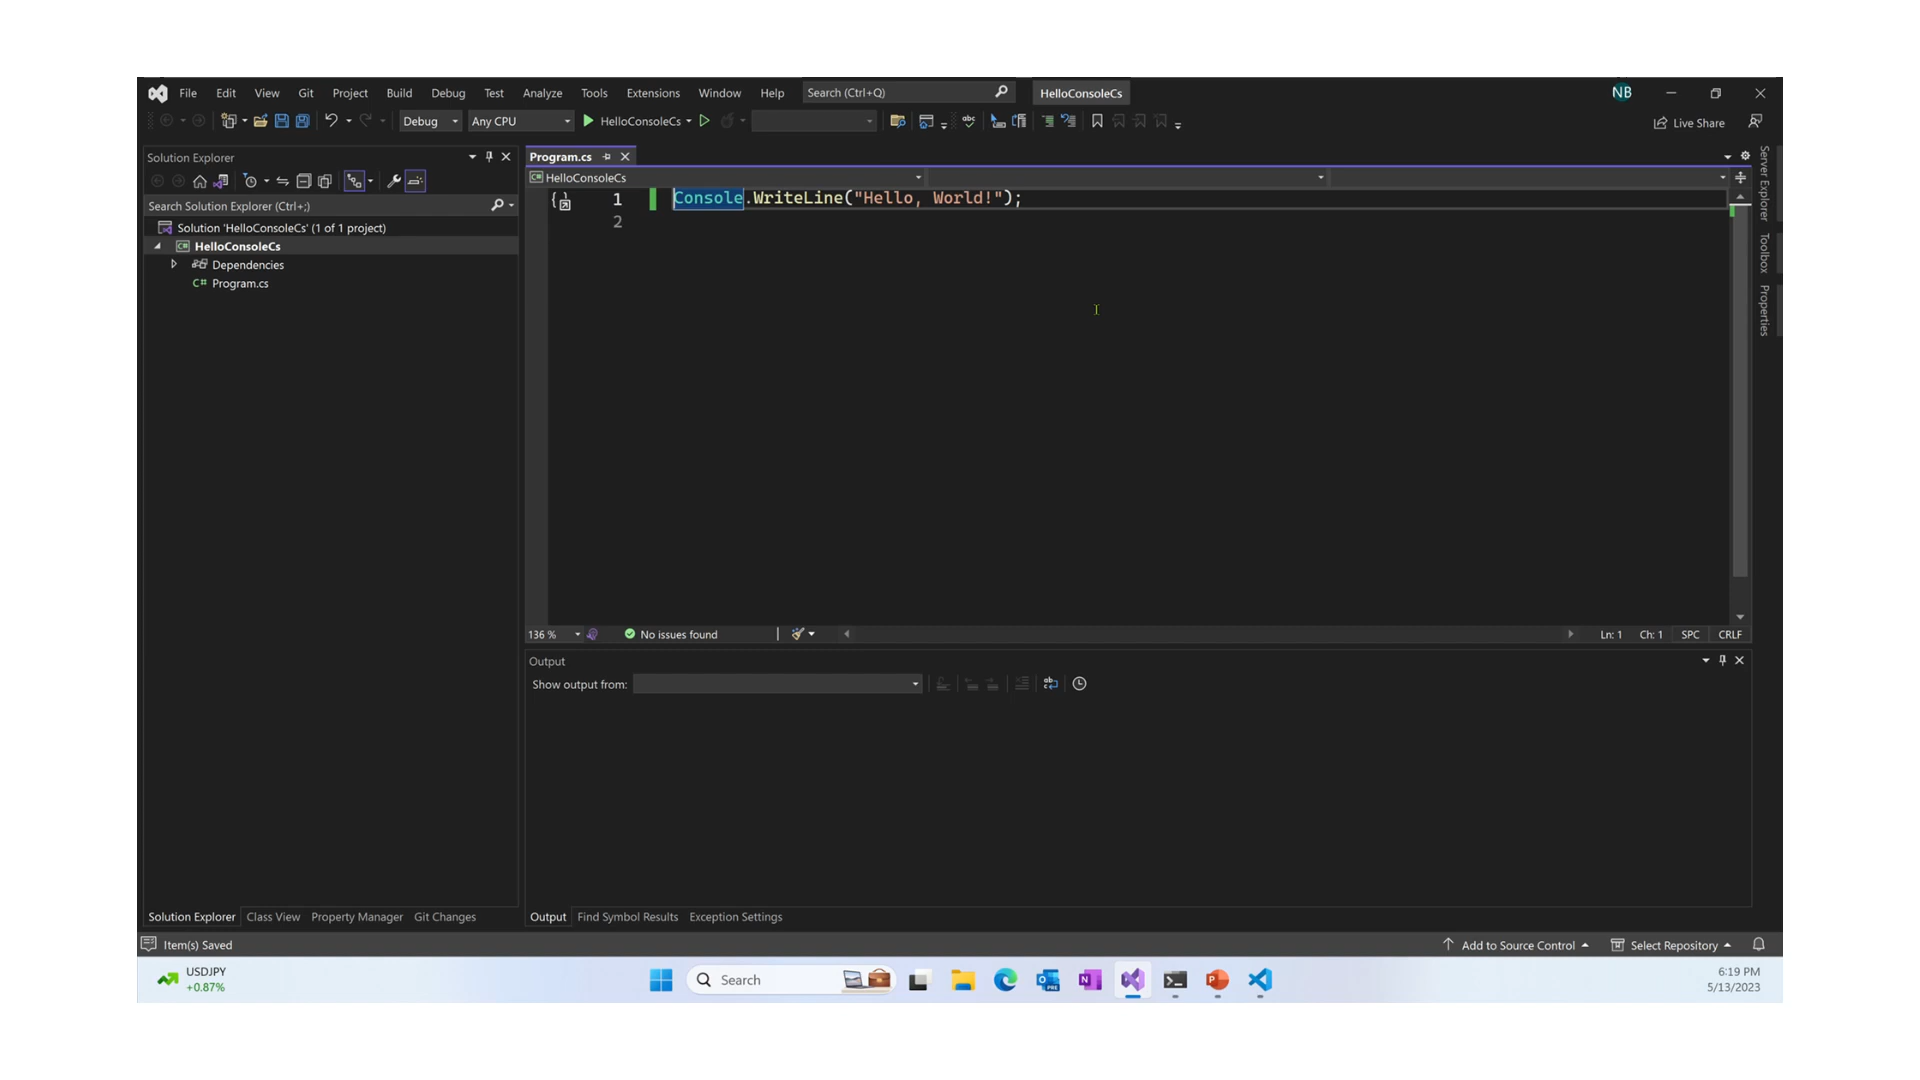 File Edit View Git Project Build Debug Test Analyze Tools Extensions Window Help Search (Ctrl+Q) HelloConsoleCs NB
Debug Any CPU HelloConsoleCs Live Share
Solution Explorer
Search Solution Explorer (Ctrl+;)
Solution 'HelloConsoleCs' (1 of 1 project)
HelloConsoleCs
Dependencies
C# Program.cs
Program.cs
C# HelloConsoleCs
1 Console.WriteLine("Hello, World!");
2
136 % No issues found Ln: 1 Ch: 1 SPC CRLF
Output
Show output from:
Server Explorer
Toolbox
Properties
Solution Explorer Class View Property Manager Git Changes
Output Find Symbol Results Exception Settings
Item(s) Saved Add to Source Control Select Repository
USDJPY
+0.87%
Search
6:19 PM
5/13/2023